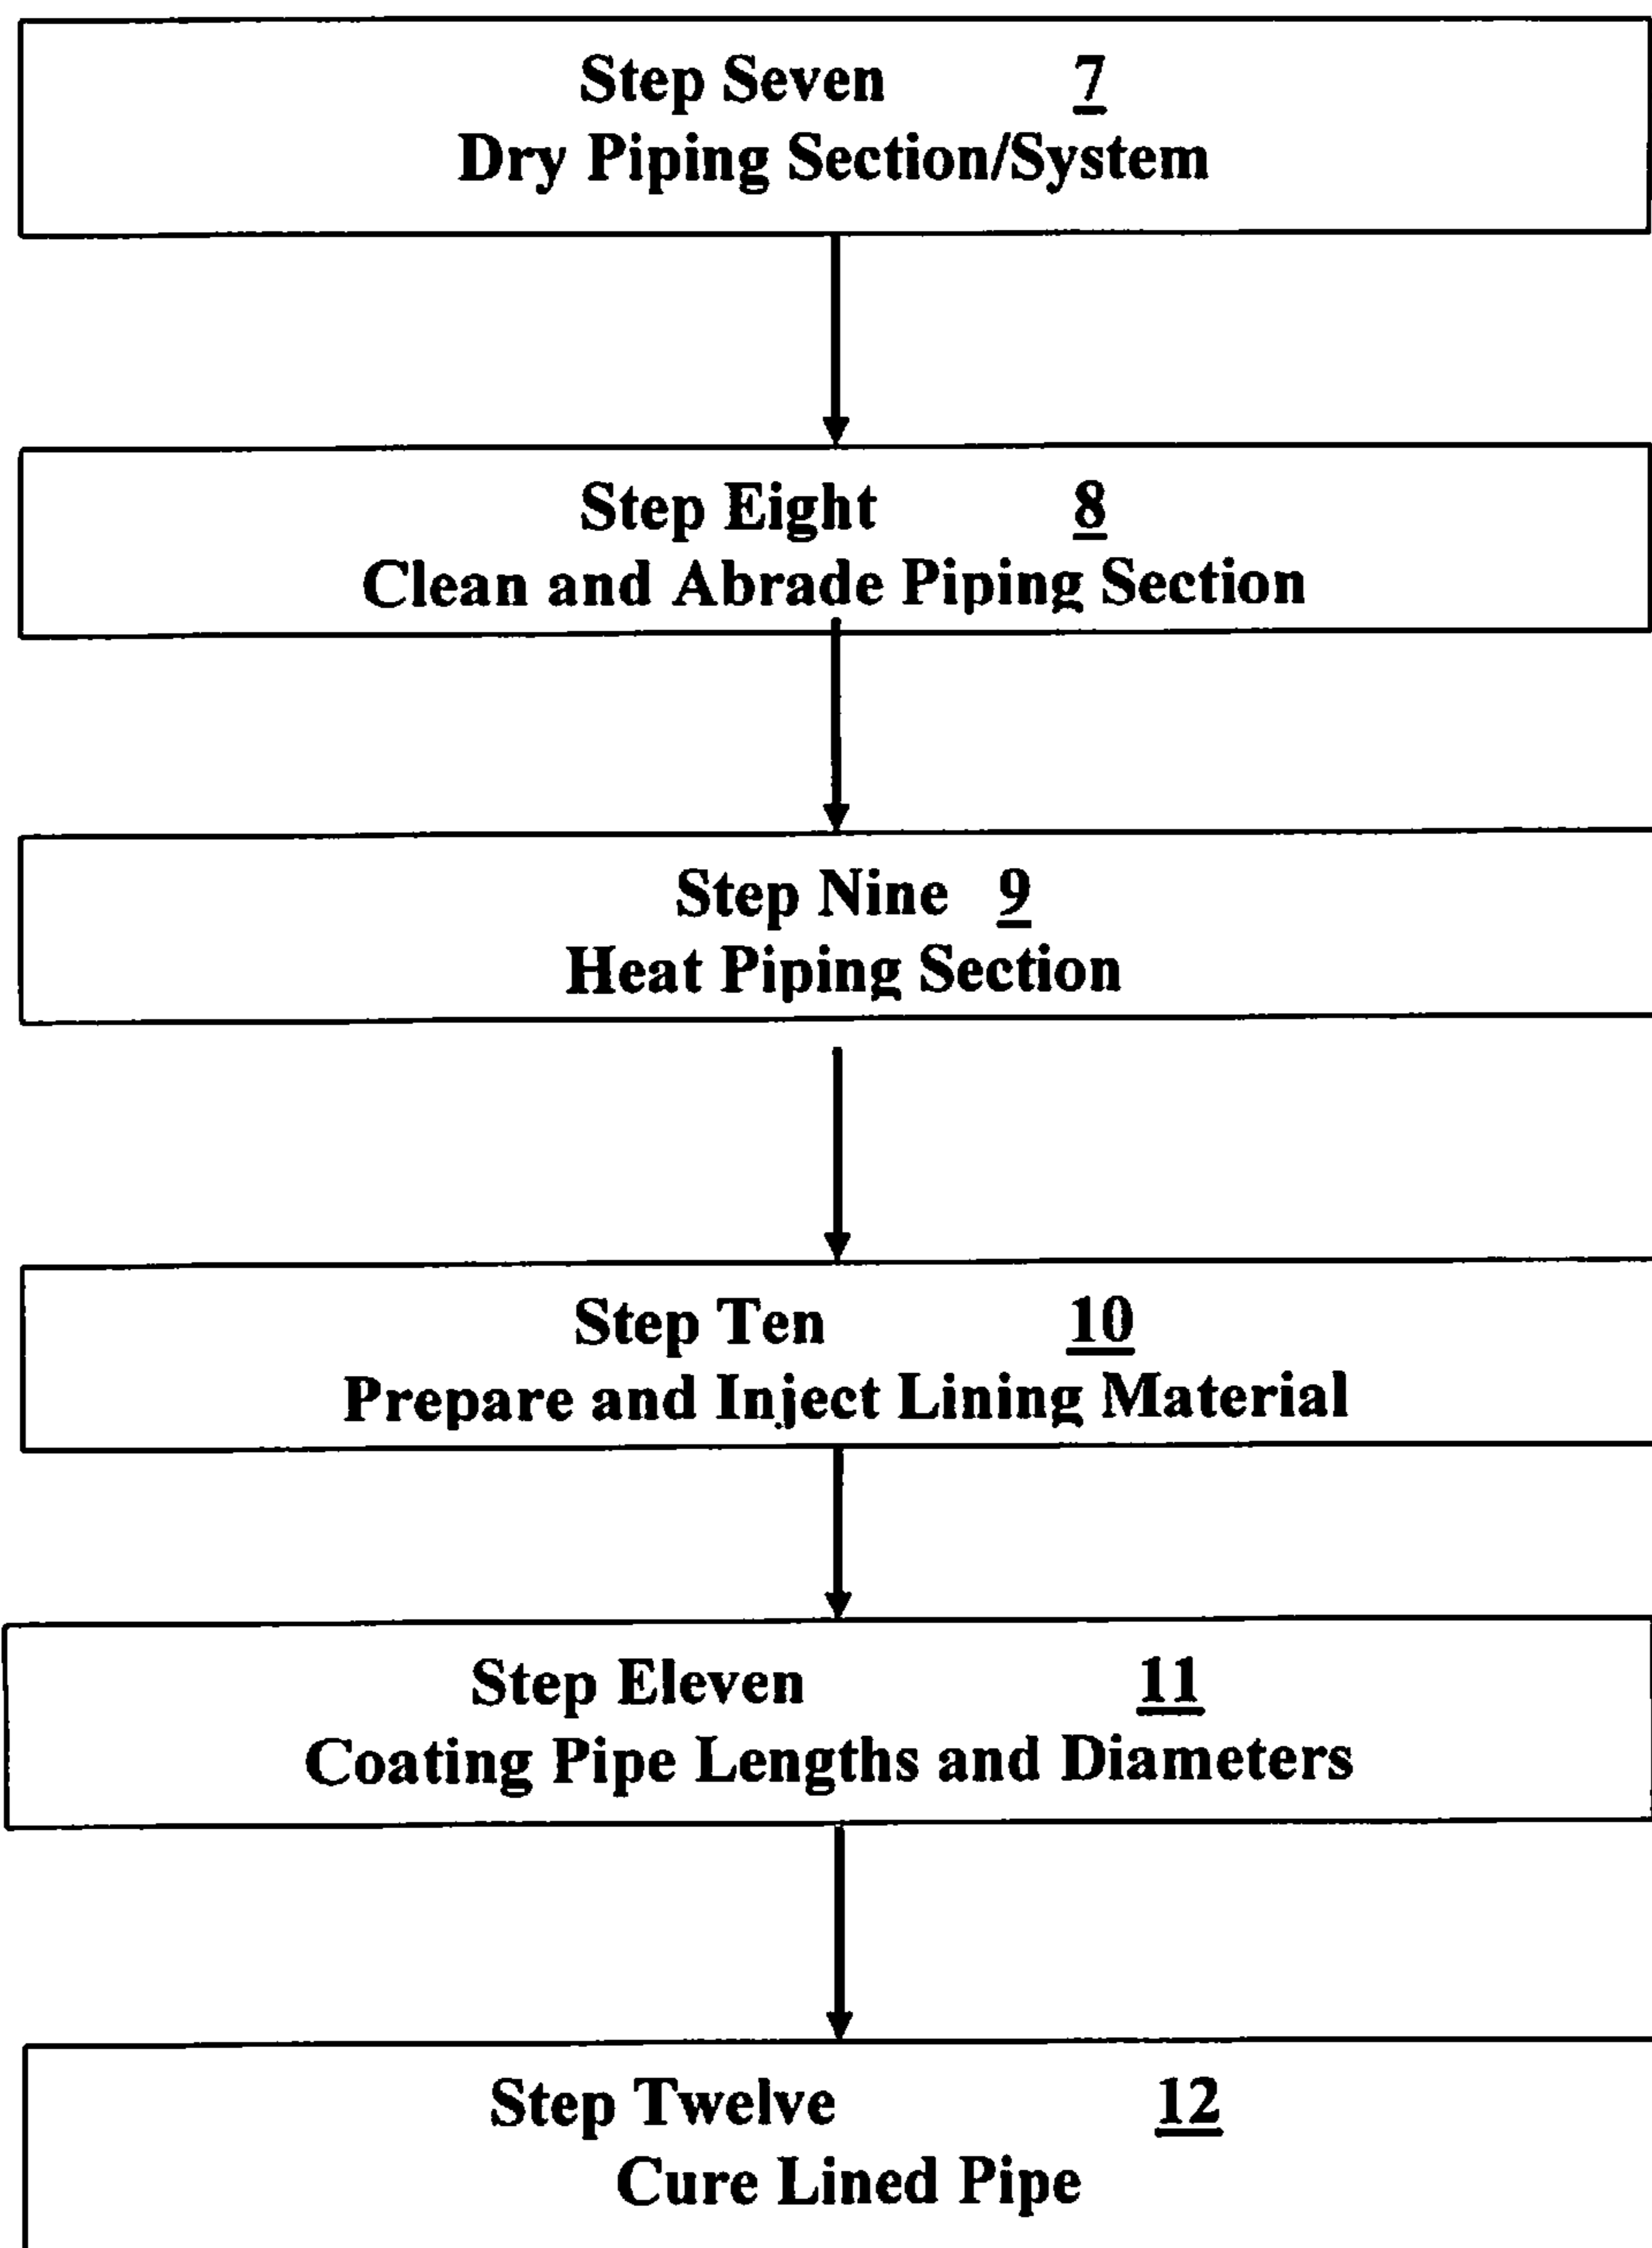 Step Seven 7
Dry Piping Section/System
Step Eight 8
Clean and Abrade Piping Section
Step Nine 9
Heat Piping Section
Step Ten 10
Prepare and Inject Lining Material
Step Eleven 11
Coating Pipe Lengths and Diameters
Step Twelve 12
Cure Lined Pipe